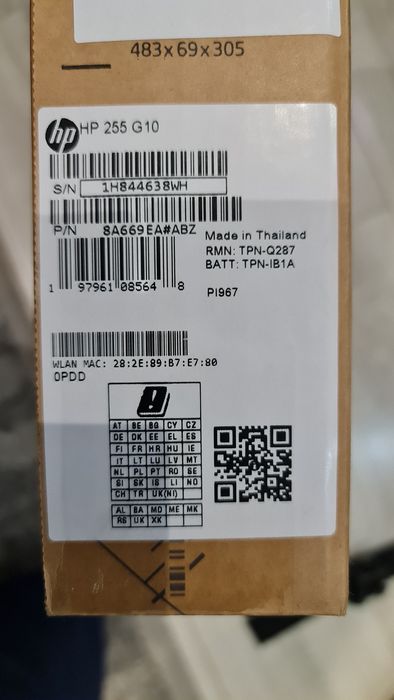 483x69x305
hp HP 255 G10
S/N 1H844638WH
P/N 8A669EA#ABZ
Made in Thailand
RMN: TPN-Q287
BATT: TPN-IB1A
1 97961 08564 8
PI967
WLAN MAC: 28:2E:89:B7:E7:80
0PDD
AT BE BG CY CZ
DE DK EE EL ES
FI FR HR HU IE
IT LT LU LV MT
NL PL PT RO SE
SI SK IS LI NO
CH TR UK(NI)
AL BA MD ME MK
RS UK XK